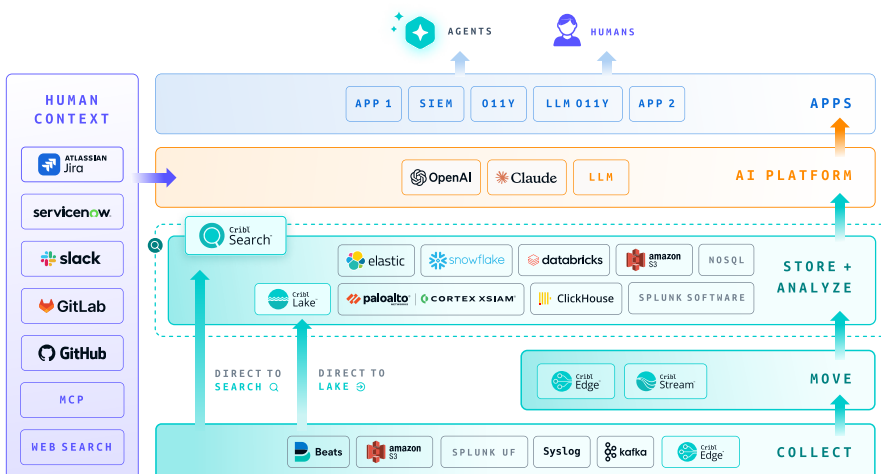 AGENTS
HUMANS
HUMAN
CONTEXT
ATLASSIAN
Jira
servicenow.
slack
GitLab
GitHub
MCP
WEB SEARCH
APP 1
SIEM
O11Y
LLM O11Y
APP 2
APPS
OpenAI
Claude
LLM
AI PLATFORM
Cribl
Search
elastic
snowflake
databricks
amazon
S3
NOSQL
Cribl
Lake
paloalto
CORTEX XSIAM
ClickHouse
SPLUNK SOFTWARE
STORE +
ANALYZE
DIRECT TO
SEARCH
DIRECT TO
LAKE
Cribl
Edge
Cribl
Stream
MOVE
Beats
amazon
S3
SPLUNK UF
Syslog
kafka
Cribl
Edge
COLLECT